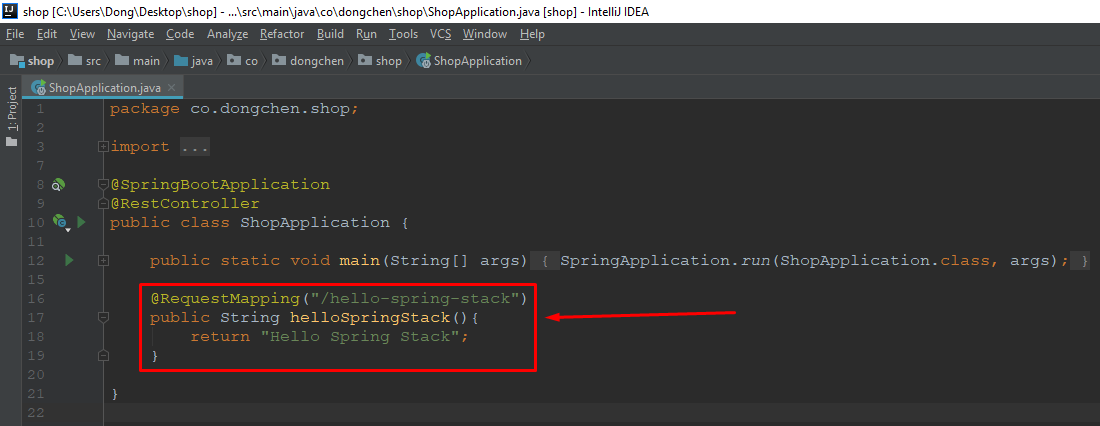 shop [C:\Users\Dong\Desktop\shop] - ...\src\main\java\co\dongchen\shop\ShopApplication.java [shop] - IntelliJ IDEA
File Edit View Navigate Code Analyze Refactor Build Run Tools VCS Window Help
shop src main java co dongchen shop ShopApplication
ShopApplication.java
1: Project
1 package co.dongchen.shop;
2
3 import ...
7
8 @SpringBootApplication
9 @RestController
10 public class ShopApplication {
11
12 public static void main(String[] args) { SpringApplication.run(ShopApplication.class, args); }
15
16 @RequestMapping("/hello-spring-stack")
17 public String helloSpringStack(){
18 return "Hello Spring Stack";
19 }
20
21 }
22